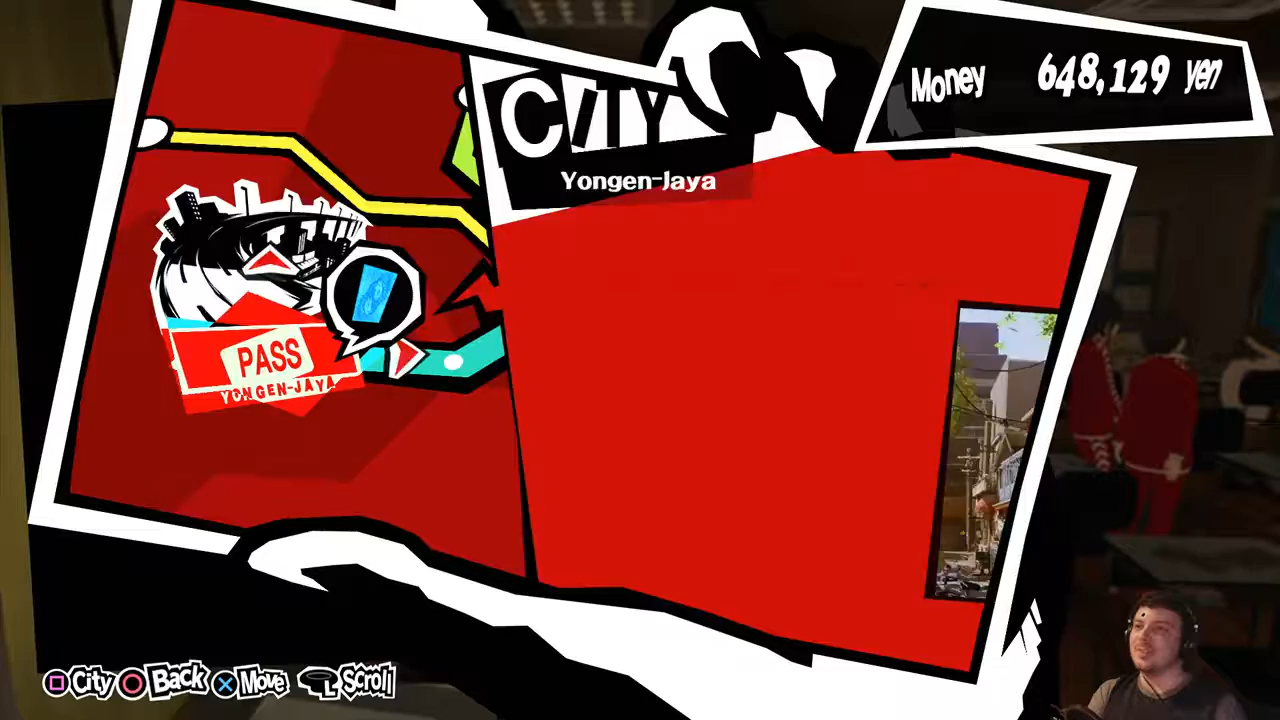 CITY
Yongen-Jaya
Money 648,129 yen
PASS
YONGEN-JAYA
City Back Move L Scroll